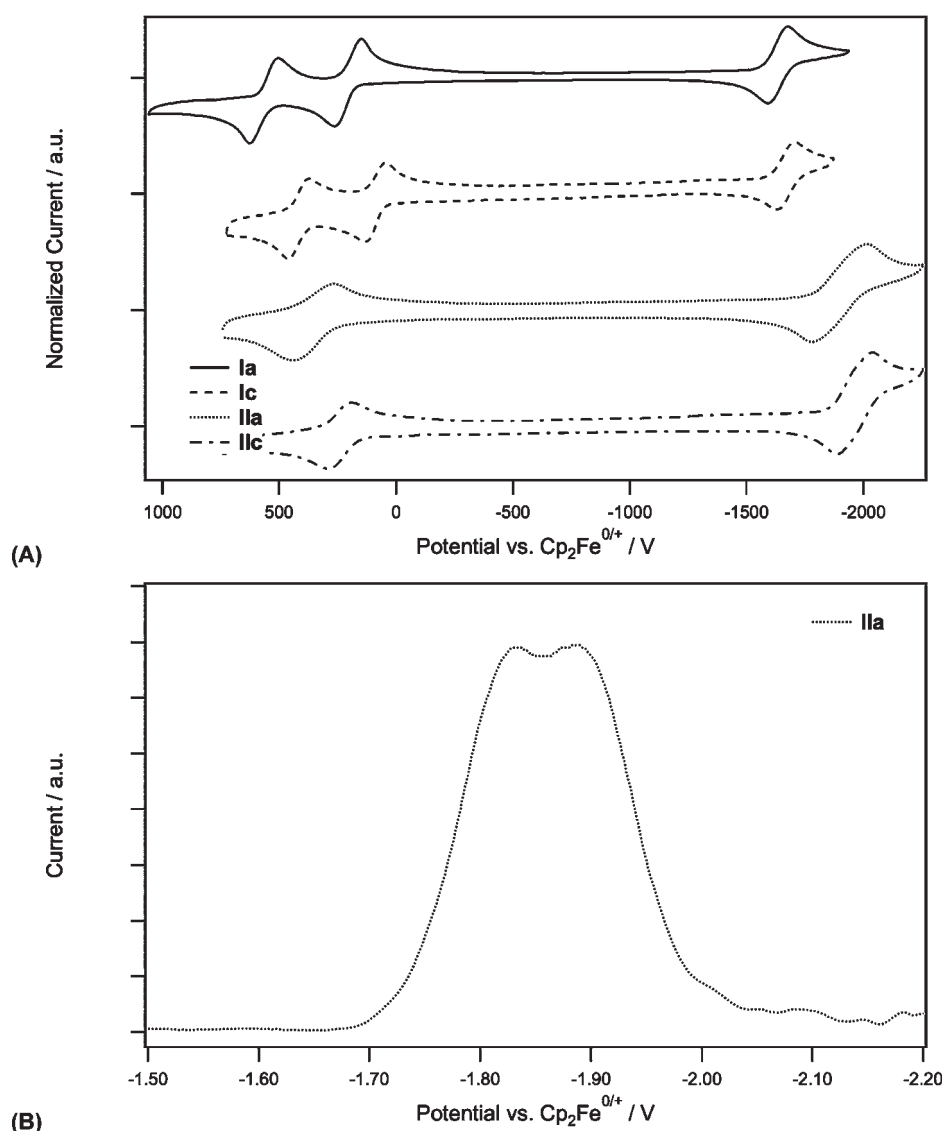 Normalized Current / a.u.
Ia
Ic
IIa
IIc
1000 500 0 -500 -1000 -1500 -2000
Potential vs. Cp₂Fe⁰/⁺ / V
(A)
Current / a.u.
IIa
-1.50 -1.60 -1.70 -1.80 -1.90 -2.00 -2.10 -2.20
Potential vs. Cp₂Fe⁰/⁺ / V
(B)